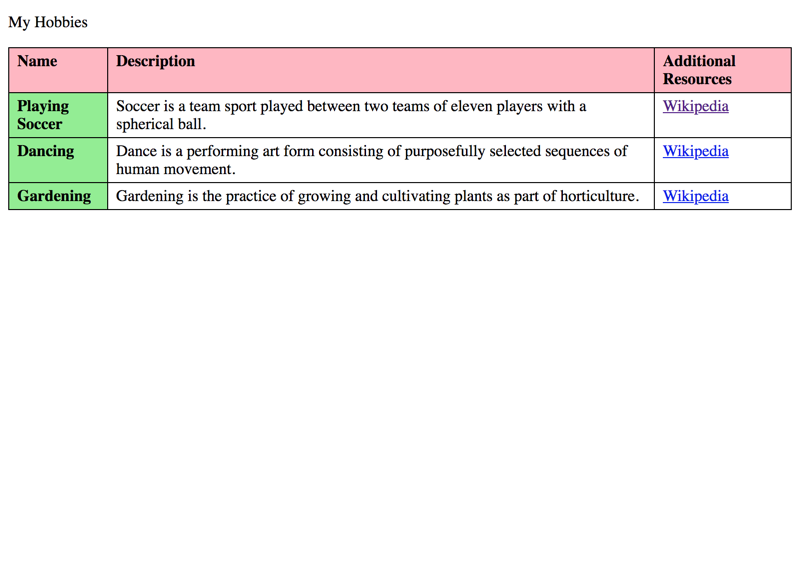 My Hobbies
Name Description Additional
Resources
Playing
Soccer
Soccer is a team sport played between two teams of eleven players with a
spherical ball.
Wikipedia
Dancing
Dance is a performing art form consisting of purposefully selected sequences of
human movement.
Wikipedia
Gardening
Gardening is the practice of growing and cultivating plants as part of horticulture.
Wikipedia